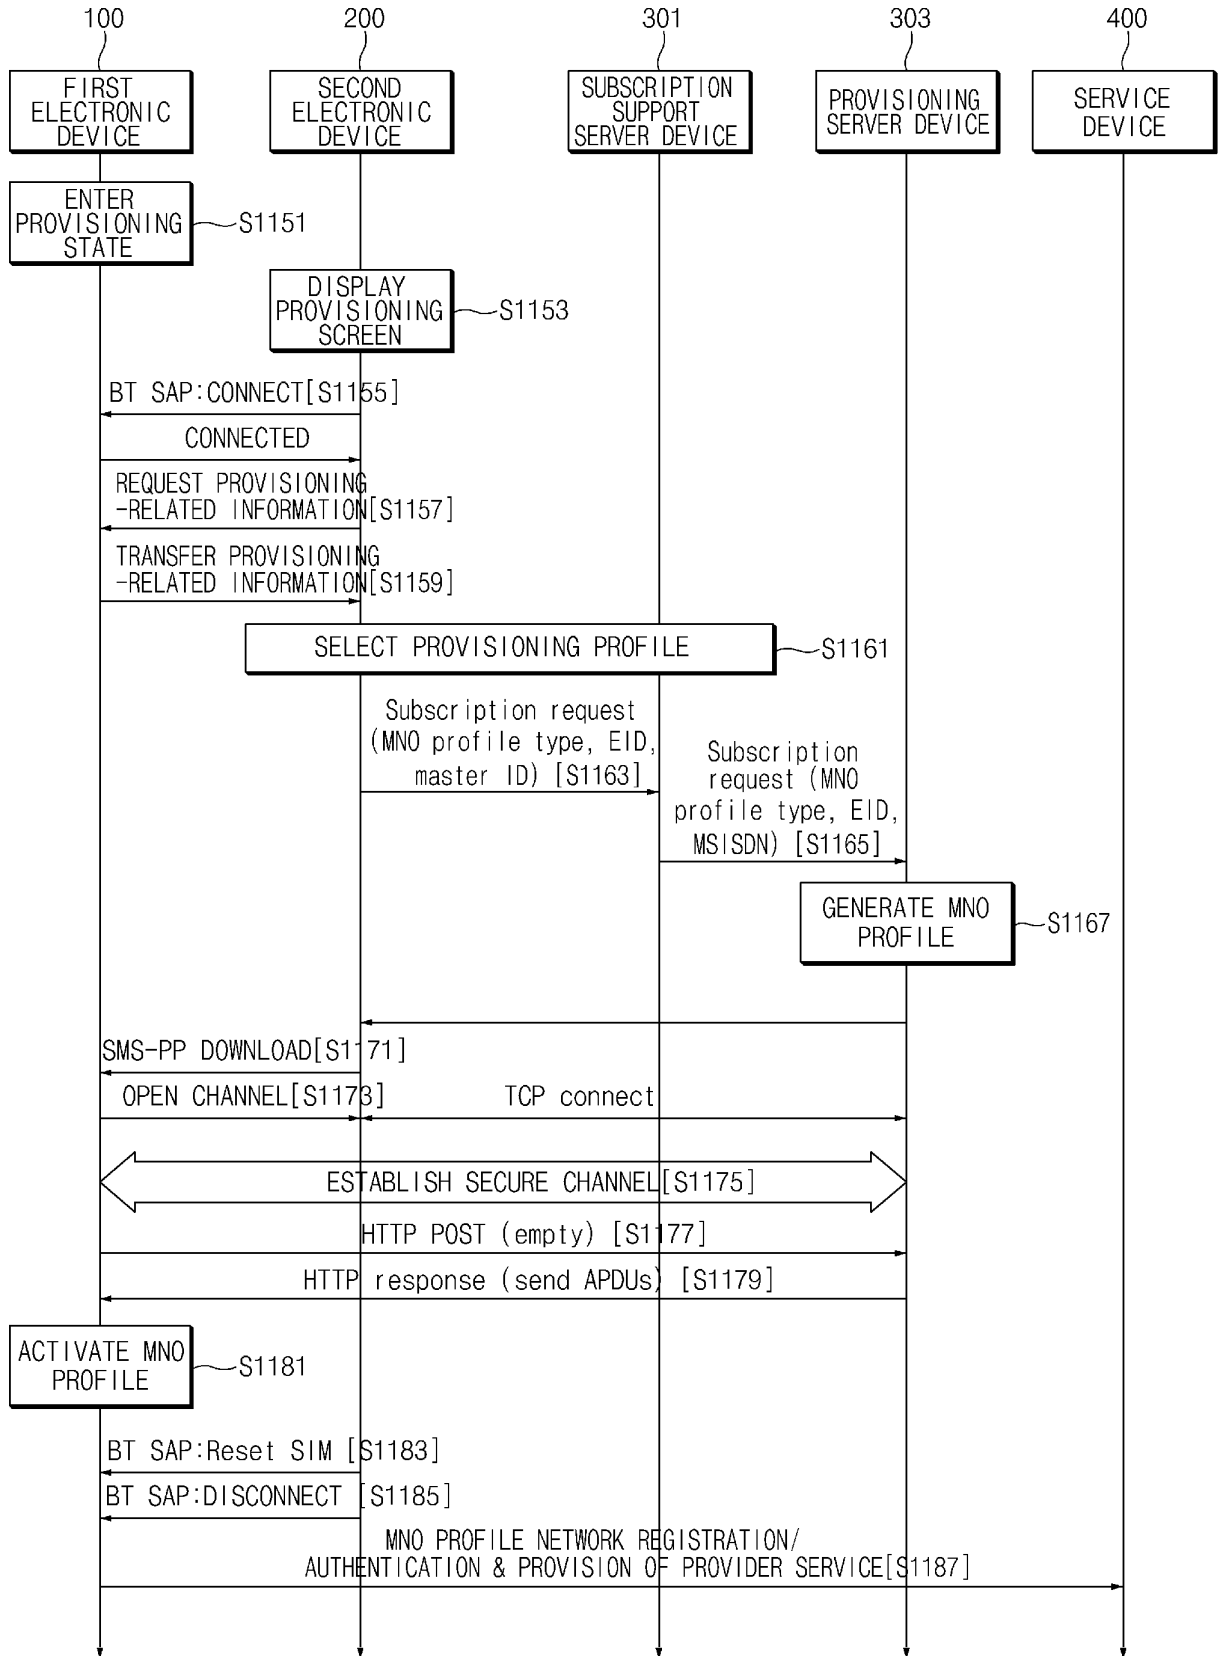 100
200
301
303
400
FIRST
ELECTRONIC
DEVICE
SECOND
ELECTRONIC
DEVICE
SUBSCRIPTION
SUPPORT
SERVER DEVICE
PROVISIONING
SERVER DEVICE
SERVICE
DEVICE
ENTER
PROVISIONING
STATE
S1151
DISPLAY
PROVISIONING
SCREEN
S1153
BT SAP:CONNECT[S1155]
CONNECTED
REQUEST PROVISIONING
-RELATED INFORMATION[S1157]
TRANSFER PROVISIONING
-RELATED INFORMATION[S1159]
SELECT PROVISIONING PROFILE
S1161
Subscription request
(MNO profile type, EID,
master ID) [S1163]
Subscription
request (MNO
profile type, EID,
MSISDN) [S1165]
GENERATE MNO
PROFILE
S1167
SMS-PP DOWNLOAD[S1171]
OPEN CHANNEL[S1173]
TCP connect
ESTABLISH SECURE CHANNEL[S1175]
HTTP POST (empty) [S1177]
HTTP response (send APDUs) [S1179]
ACTIVATE MNO
PROFILE
S1181
BT SAP:Reset SIM [S1183]
BT SAP:DISCONNECT [S1185]
MNO PROFILE NETWORK REGISTRATION/
AUTHENTICATION & PROVISION OF PROVIDER SERVICE[S1187]